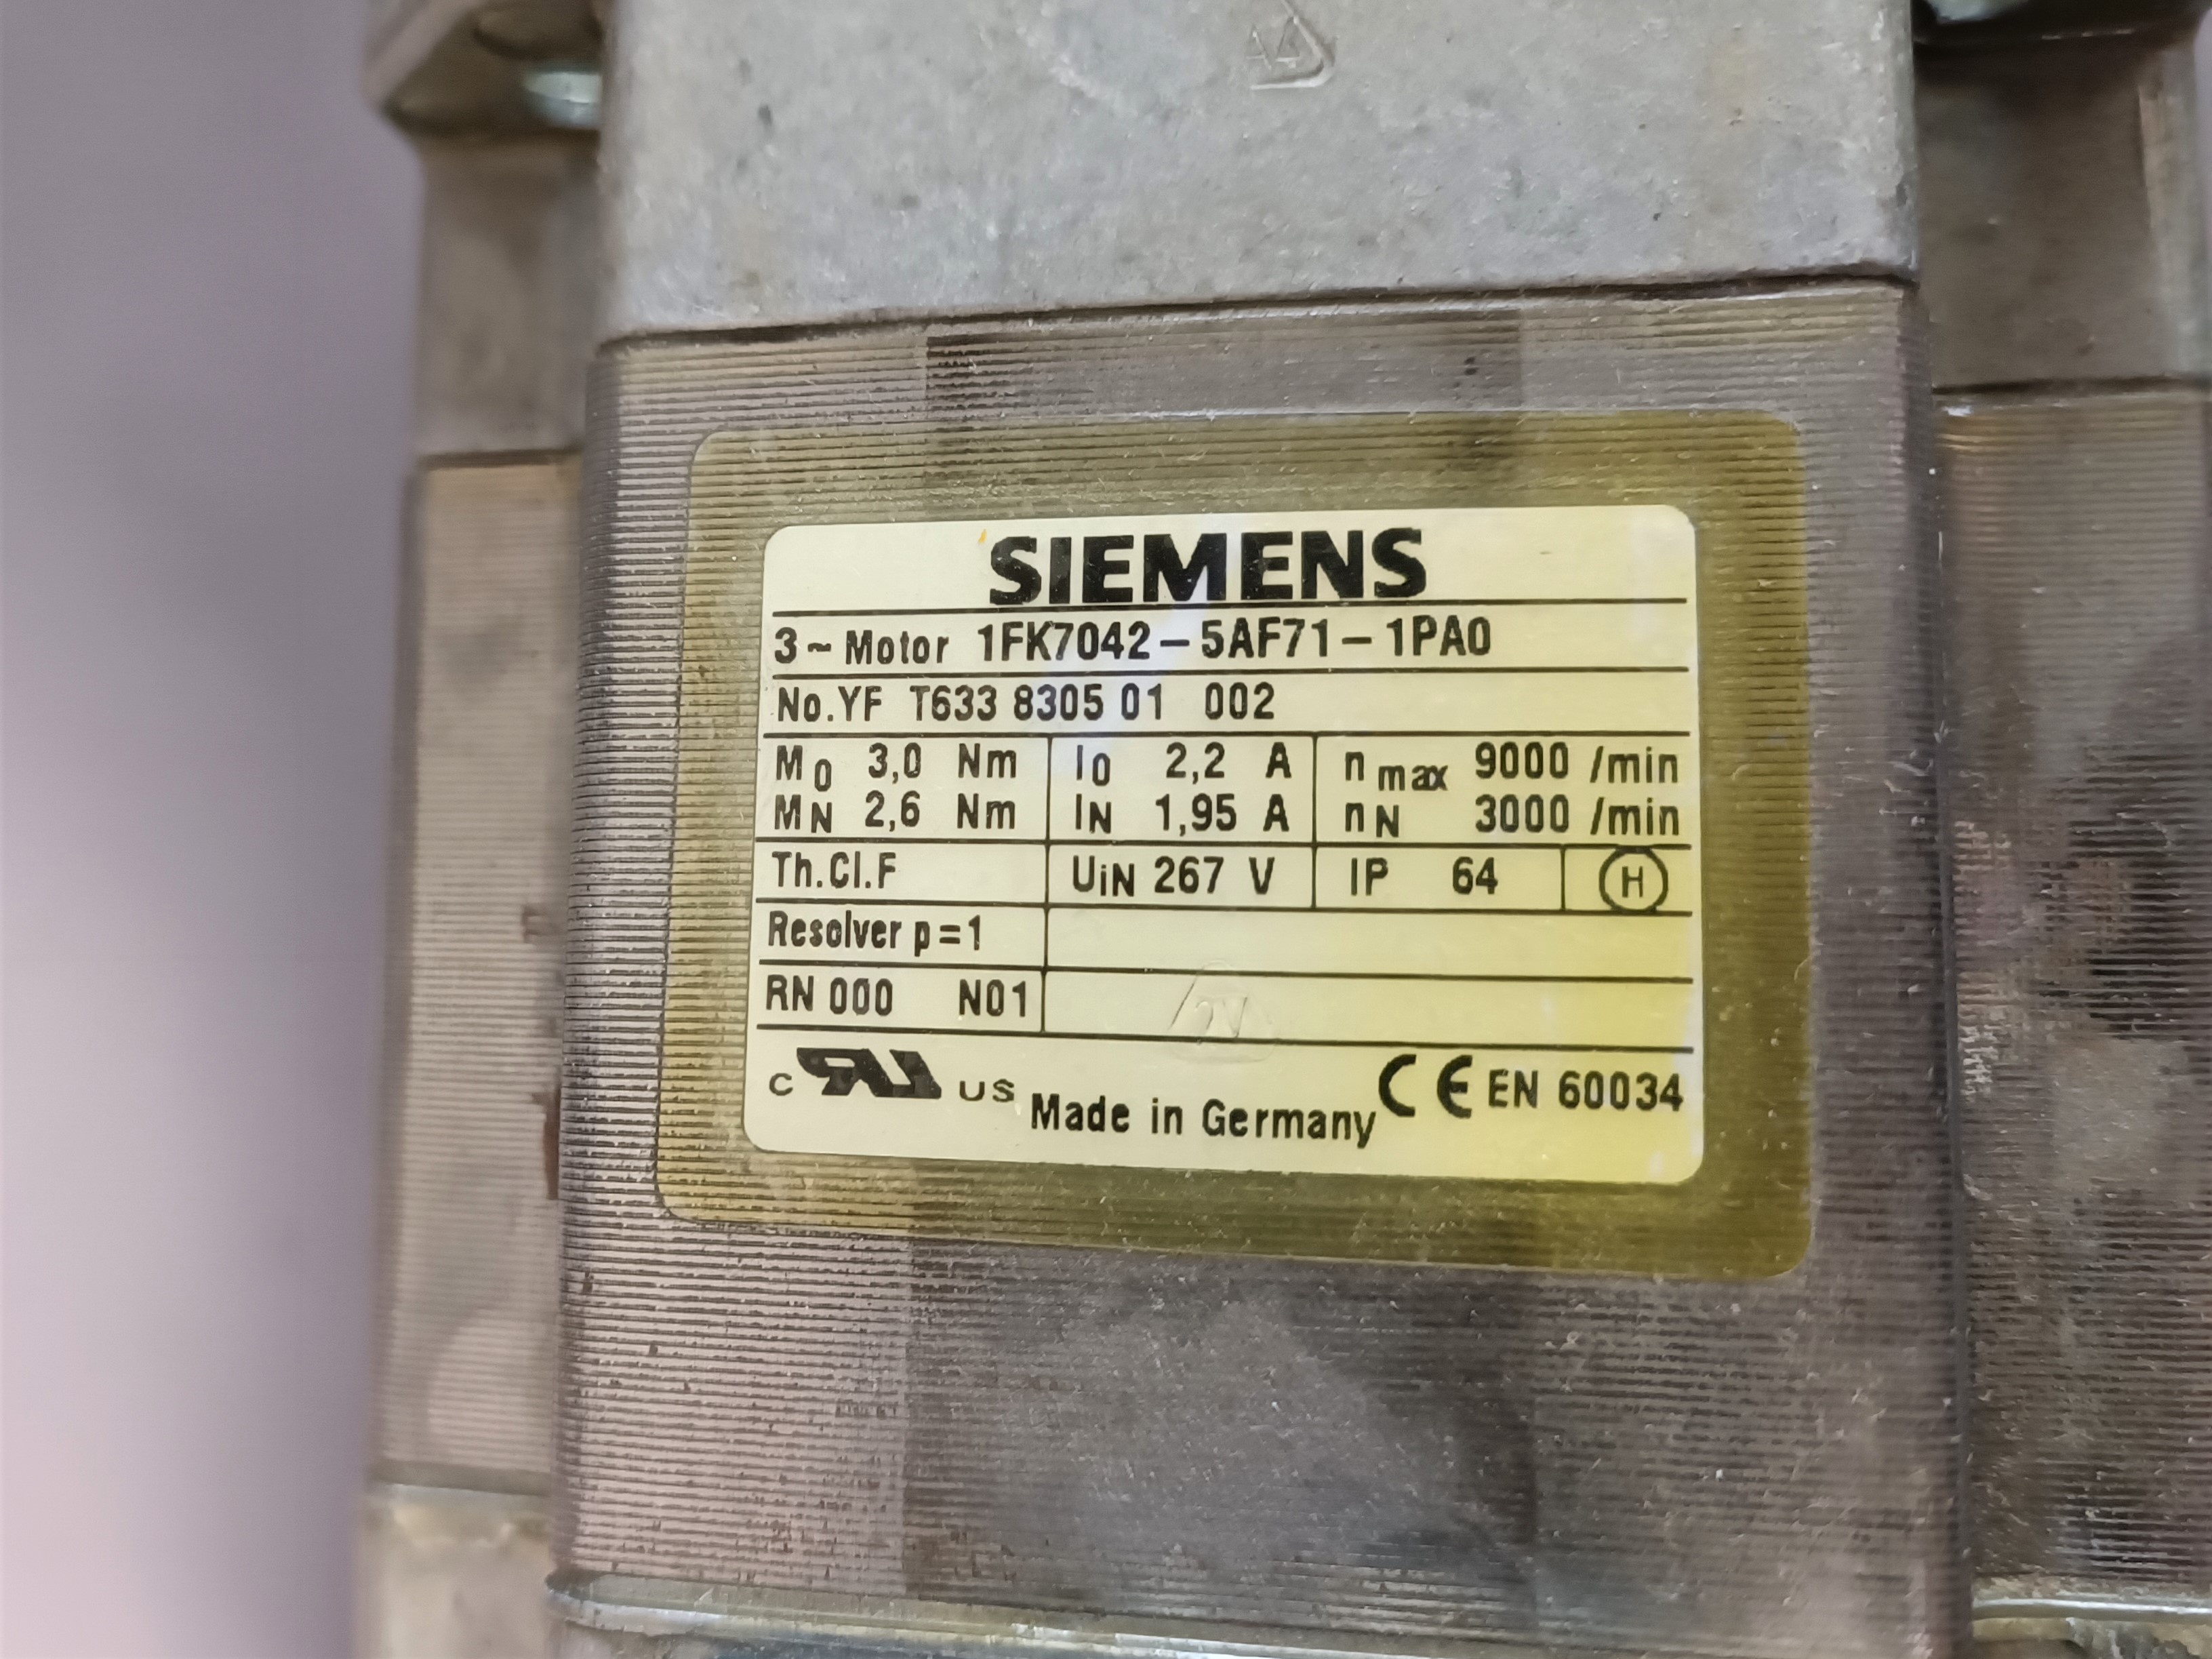 SIEMENS
3~Motor 1FK7042-5AF71-1PA0
No.YF T633 8305 01 002
M0 3,0 Nm I0 2,2 A n max 9000 /min
MN 2,6 Nm IN 1,95 A nN 3000 /min
Th.Cl.F UiN 267 V IP 64 H
Resolver p=1
RN 000 N01
c RU US Made in Germany CE EN 60034